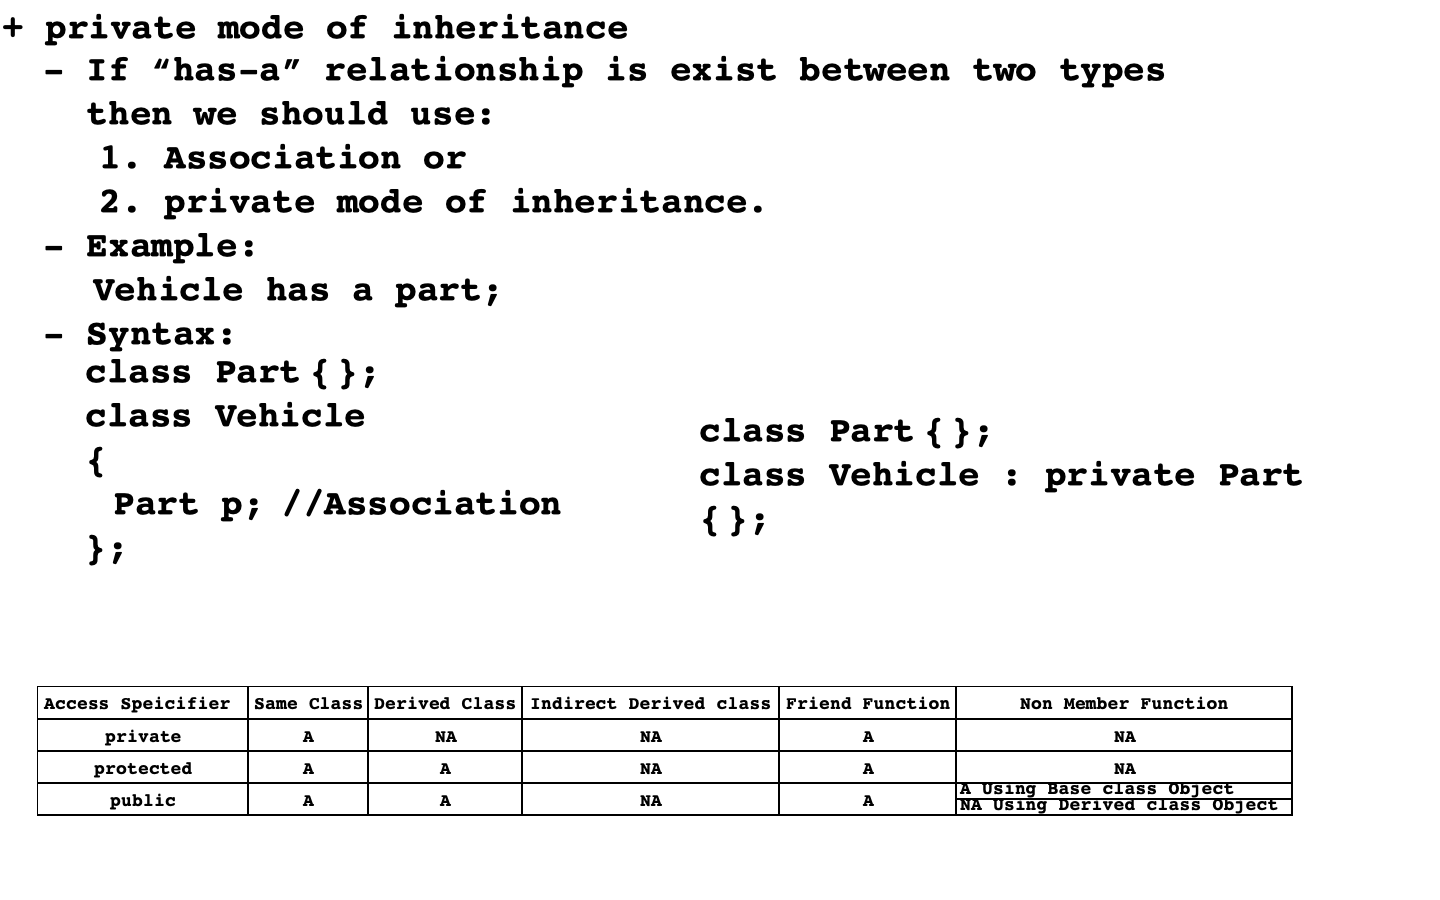 + private mode of inheritance
- If “has-a” relationship is exist between two types
then we should use:
1. Association or
2. private mode of inheritance.
- Example:
Vehicle has a part;
- Syntax:
class Part{};
class Vehicle
{
Part p; //Association
};
class Part{};
class Vehicle : private Part
{};
Access Speicifier Same Class Derived Class Indirect Derived class Friend Function Non Member Function
private A NA NA A NA
protected A A NA A NA
public A A NA A A Using Base class Object
NA Using Derived class Object